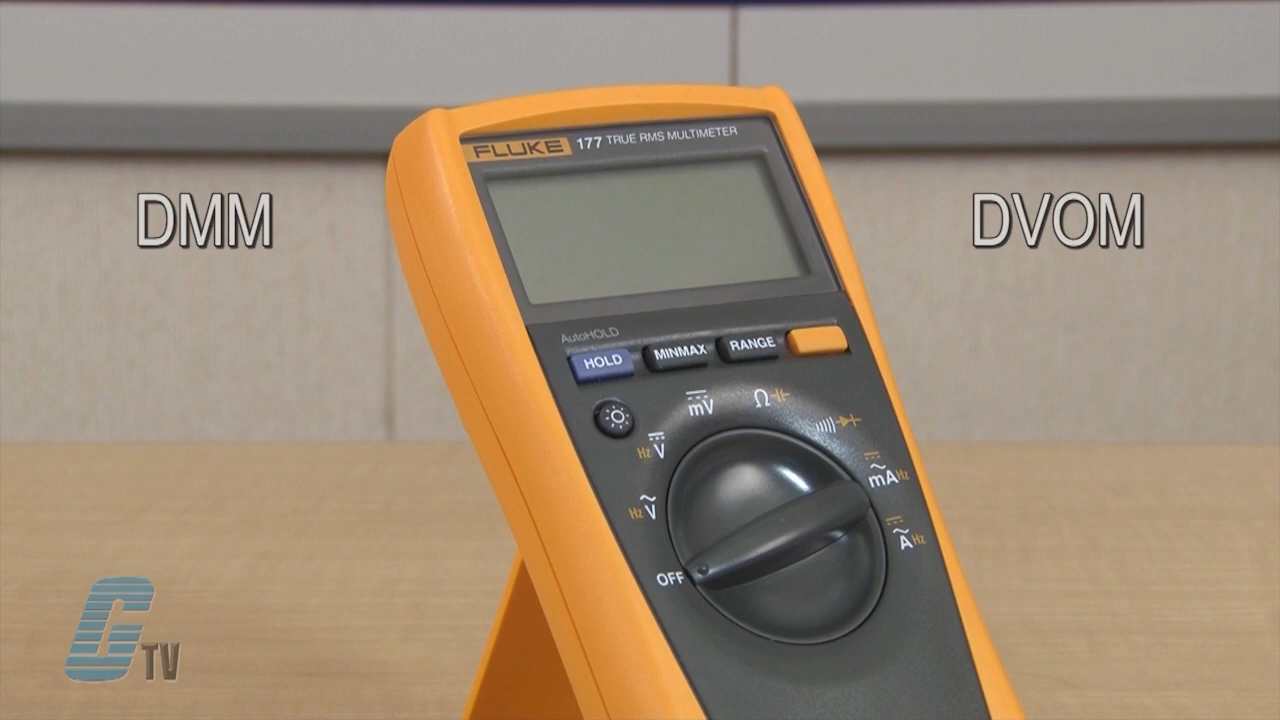 FLUKE 177 TRUE RMS MULTIMETER
DMM
DVOM
AutoHOLD
HOLD MINMAX RANGE
mV
Ω
Hz V
mA Hz
Hz V
A Hz
OFF
G TV